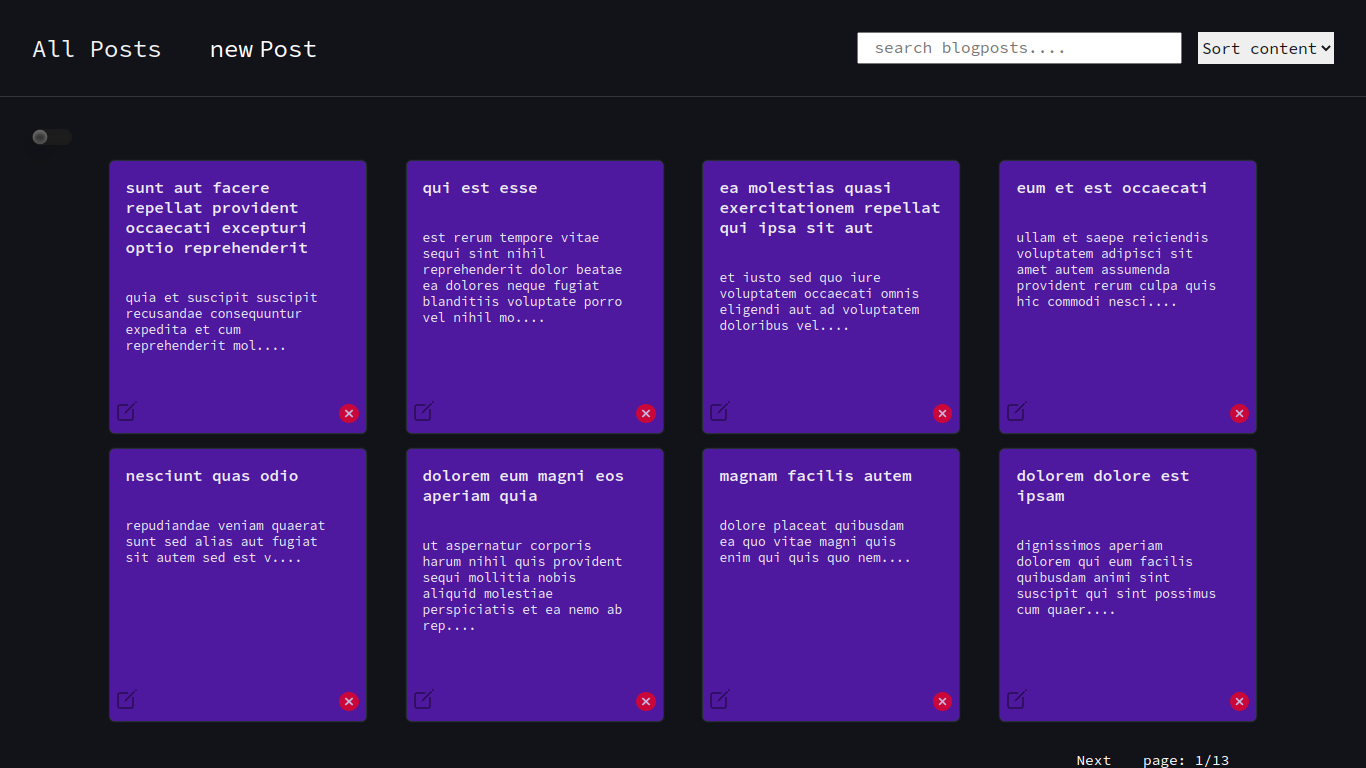 All Posts new Post search blogposts.... Sort content
sunt aut facere
repellat provident
occaecati excepturi
optio reprehenderit
quia et suscipit suscipit
recusandae consequuntur
expedita et cum
reprehenderit mol....
qui est esse
est rerum tempore vitae
sequi sint nihil
reprehenderit dolor beatae
ea dolores neque fugiat
blanditiis voluptate porro
vel nihil mo....
ea molestias quasi
exercitationem repellat
qui ipsa sit aut
et iusto sed quo iure
voluptatem occaecati omnis
eligendi aut ad voluptatem
doloribus vel....
eum et est occaecati
ullam et saepe reiciendis
voluptatem adipisci sit
amet autem assumenda
provident rerum culpa quis
hic commodi nesci....
nesciunt quas odio
repudiandae veniam quaerat
sunt sed alias aut fugiat
sit autem sed est v....
dolorem eum magni eos
aperiam quia
ut aspernatur corporis
harum nihil quis provident
sequi mollitia nobis
aliquid molestiae
perspiciatis et ea nemo ab
rep....
magnam facilis autem
dolore placeat quibusdam
ea quo vitae magni quis
enim qui quis quo nem....
dolorem dolore est
ipsam
dignissimos aperiam
dolorem qui eum facilis
quibusdam animi sint
suscipit qui sint possimus
cum quaer....
Next page: 1/13